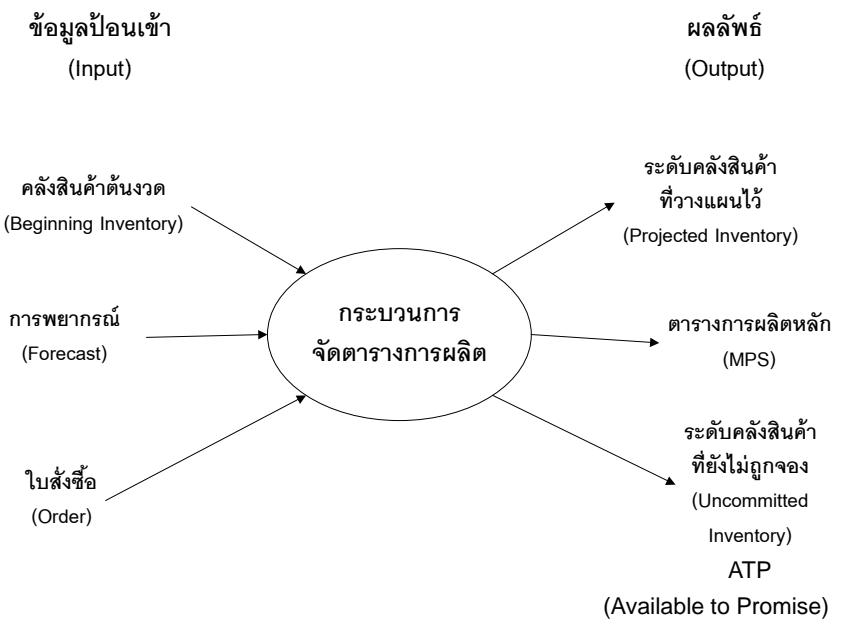 ข้อมูลป้อนเข้า
(Input)
ผลลัพธ์
(Output)
คลังสินค้าต้นงวด
(Beginning Inventory)
การพยากรณ์
(Forecast)
ใบสั่งซื้อ
(Order)
กระบวนการ
จัดตารางการผลิต
ระดับคลังสินค้า
ที่วางแผนไว้
(Projected Inventory)
ตารางการผลิตหลัก
(MPS)
ระดับคลังสินค้า
ที่ยังไม่ถูกจอง
(Uncommitted
Inventory)
ATP
(Available to Promise)